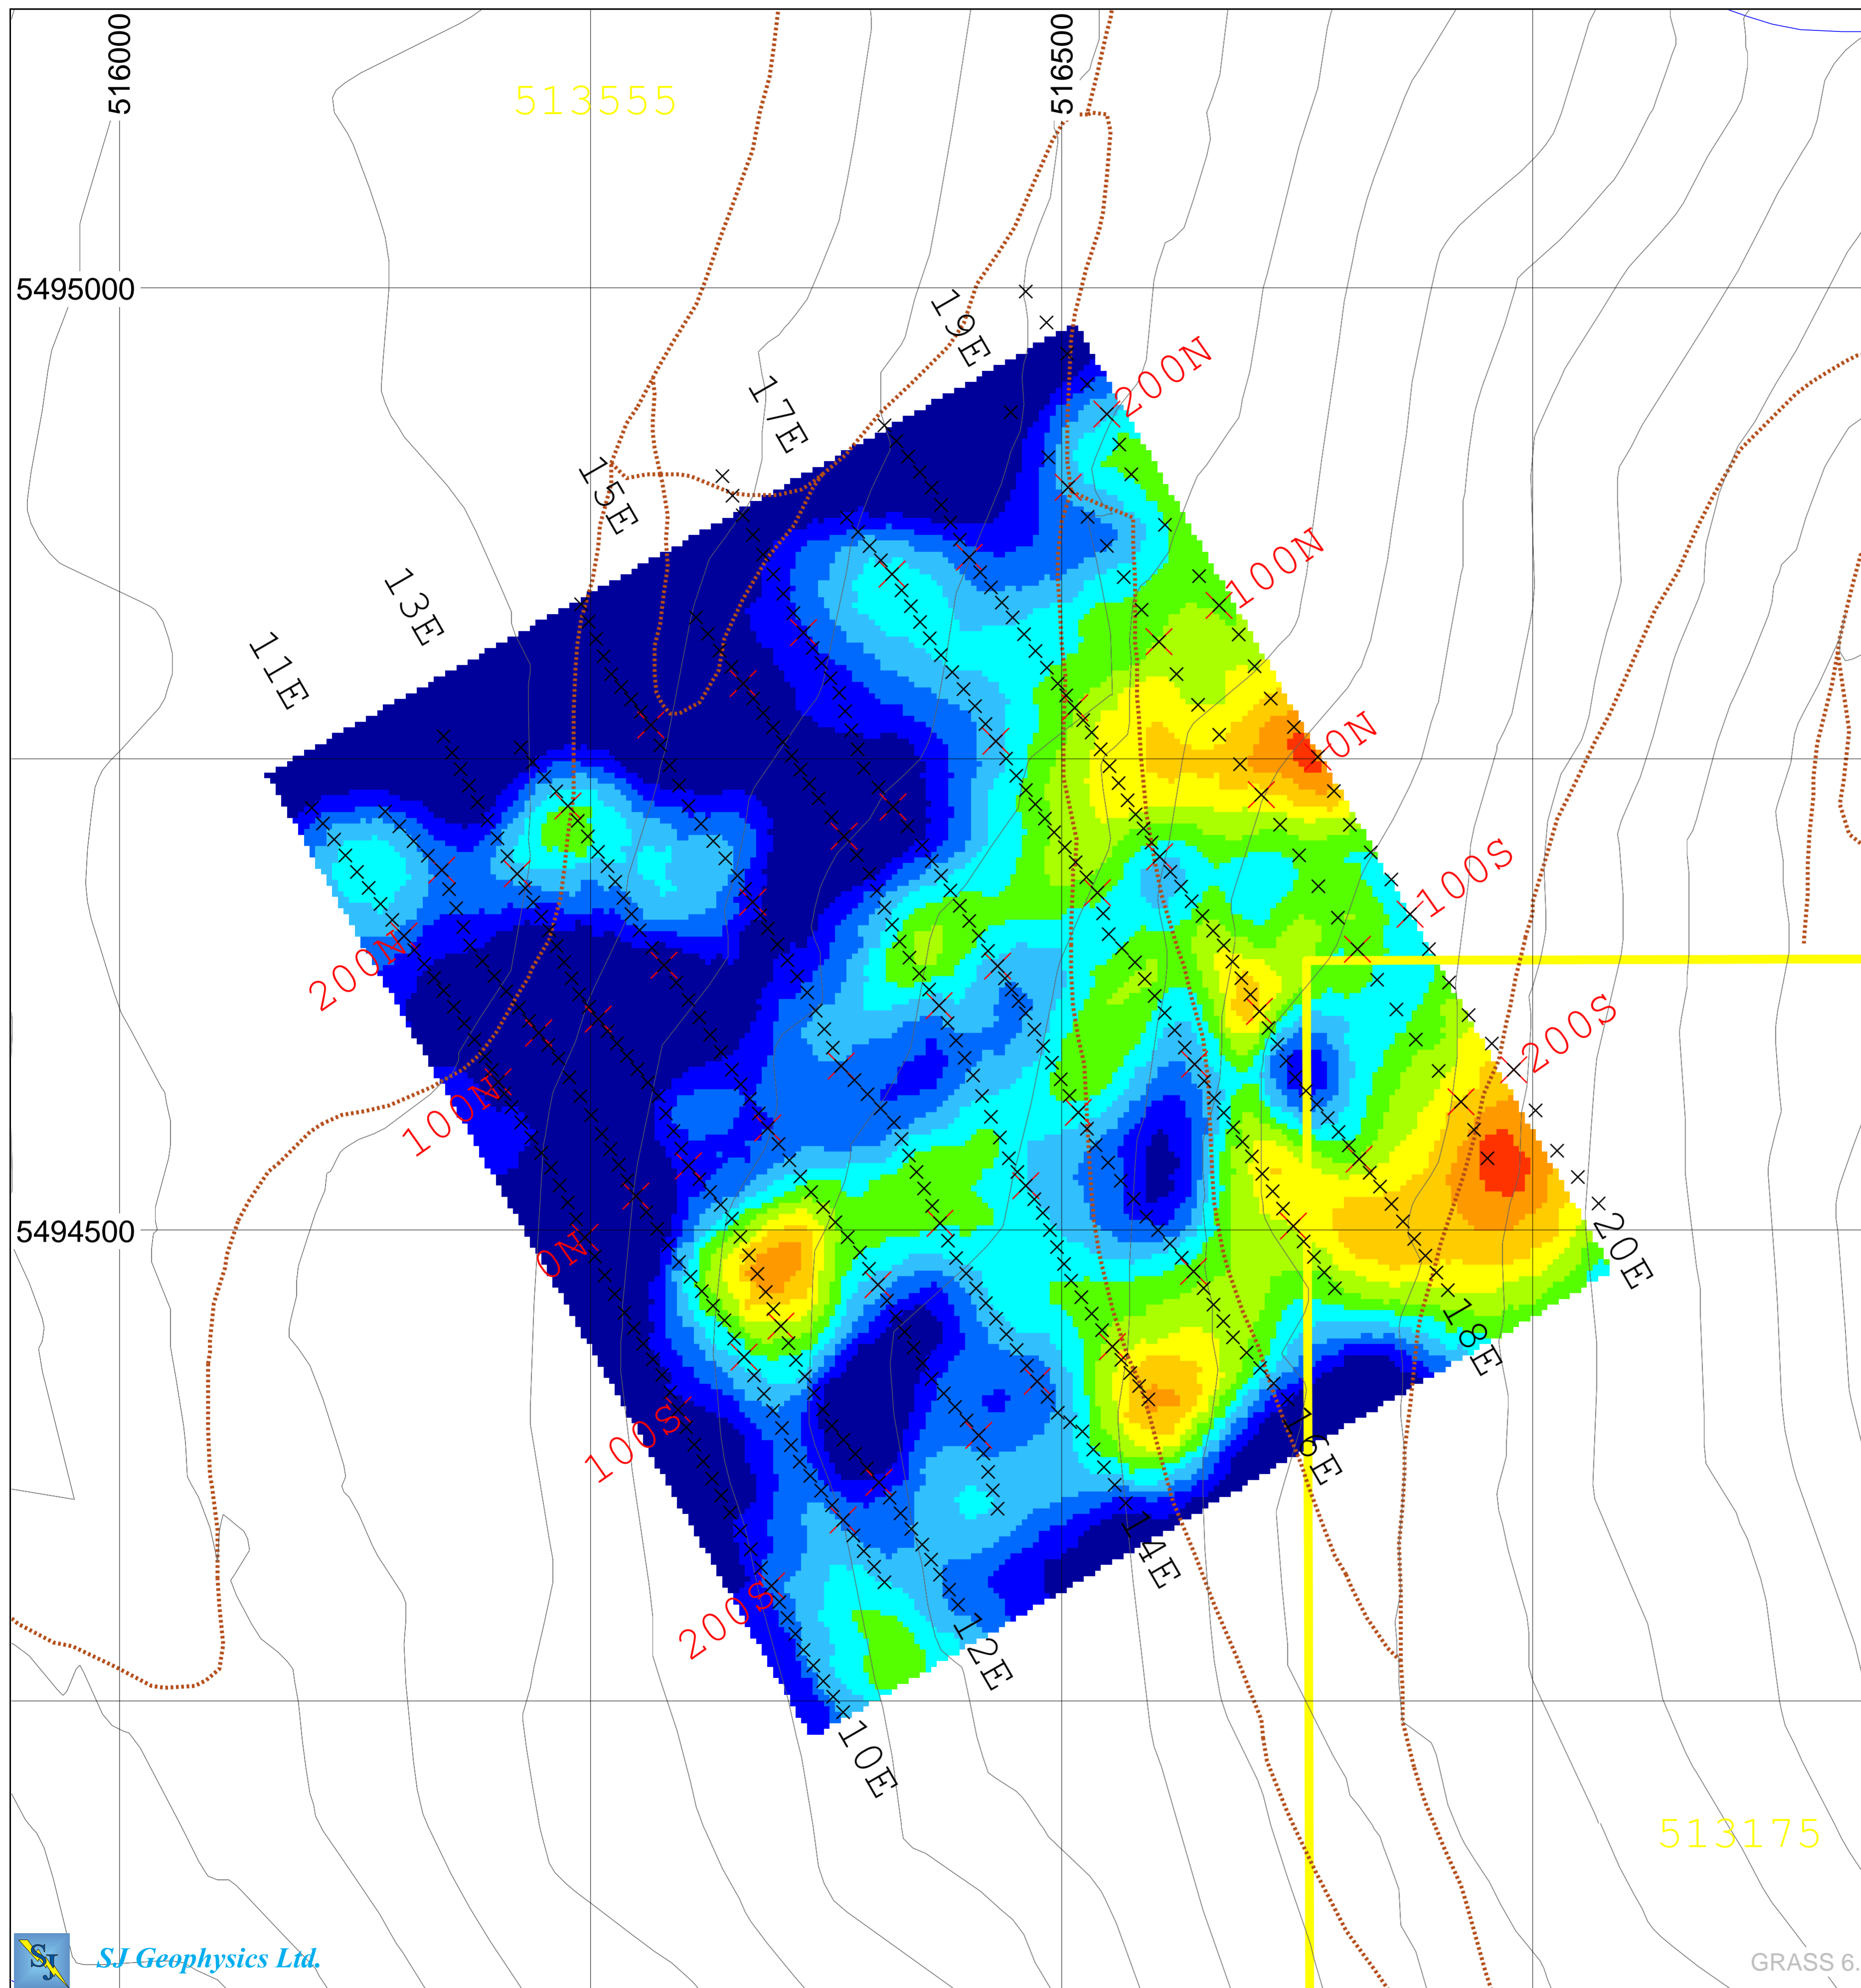 516000
516500
513555
5495000
19E
200N
17E
15E
100N
13E
11E
0N
100S
200N
200S
100N
5494500
20E
0N
18E
100S
16E
14E
200S
12E
10E
513175
SJ
SJ Geophysics Ltd.
GRASS 6.